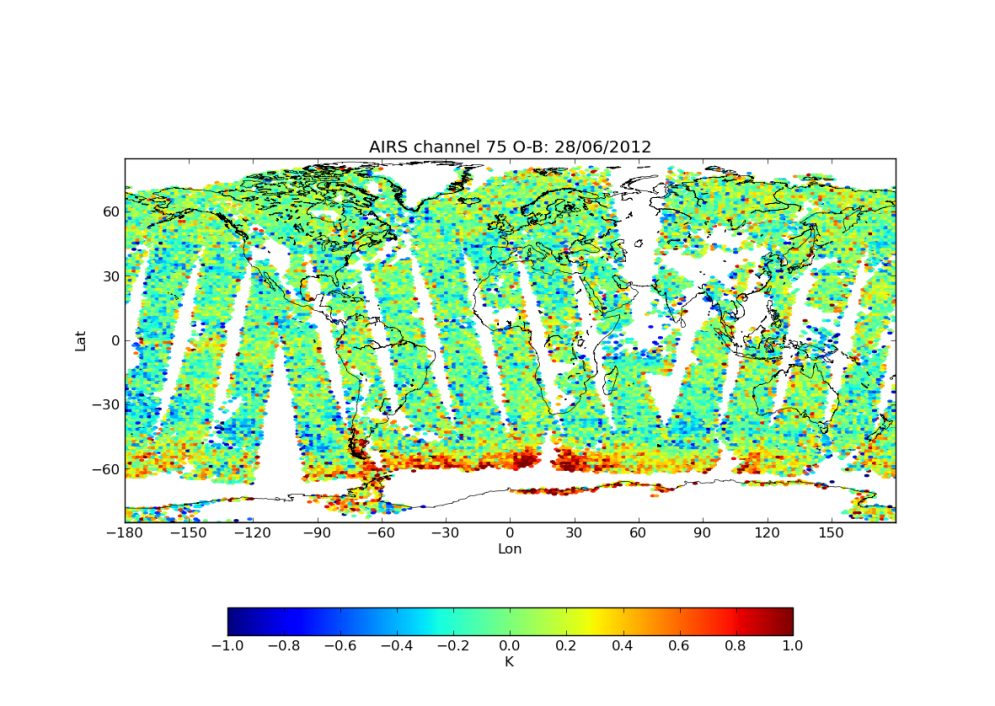 AIRS channel 75 O-B: 28/06/2012
60
30
0
−30
−60
Lat
−180 −150 −120 −90 −60 −30 0 30 60 90 120 150
Lon
−1.0 −0.8 −0.6 −0.4 −0.2 0.0 0.2 0.4 0.6 0.8 1.0
K